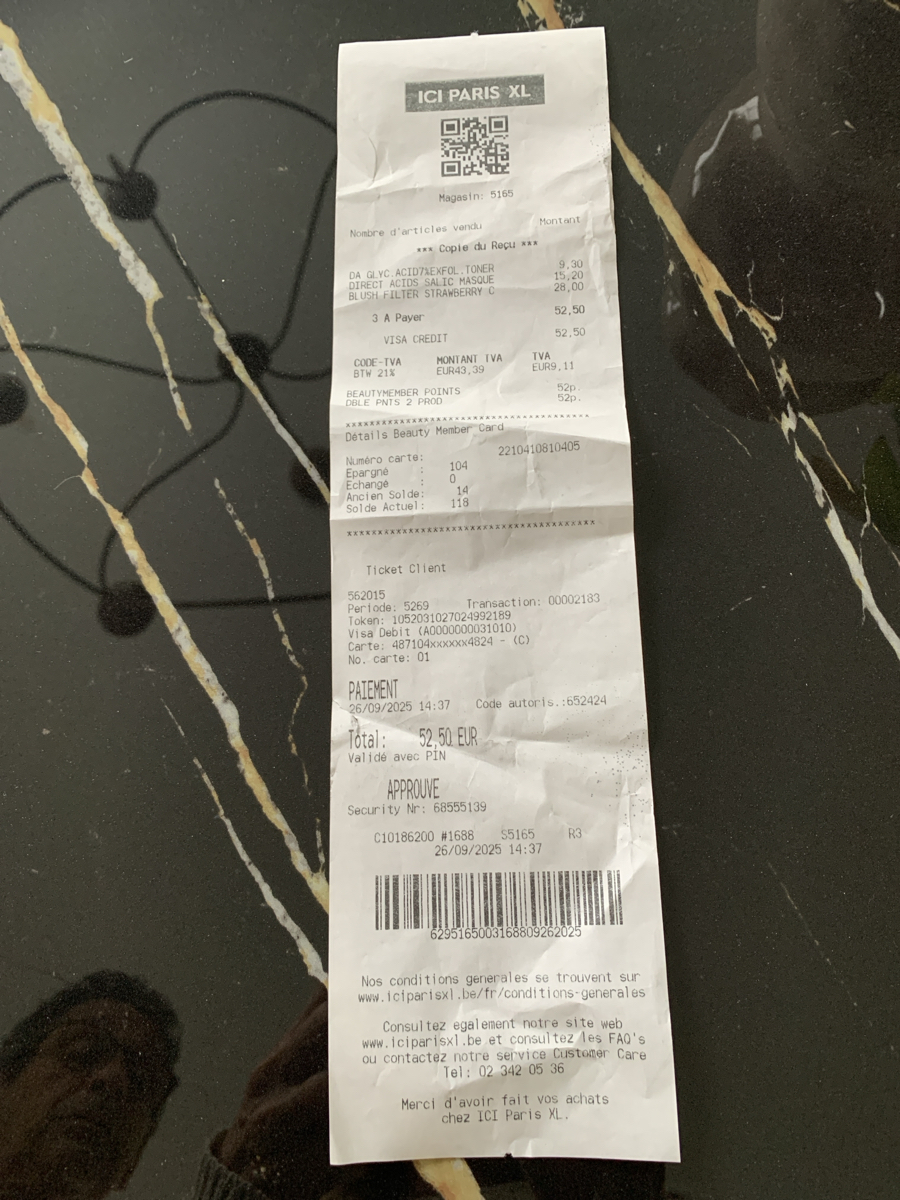 ICI PARIS XL
Magasin: 5165
Nombre d'articles vendu Montant
*** Copie du Reçu ***
DA GLYC.ACID7%EXFOL.TONER 9,30
DIRECT ACIDS SALIC MASQUE 15,20
BLUSH FILTER STRAWBERRY C 28,00
3 A Payer 52,50
VISA CREDIT 52,50
CODE-TVA MONTANT TVA TVA
BTW 21% EUR43,39 EUR9,11
BEAUTYMEMBER POINTS 52p.
DBLE PNTS 2 PROD 52p.
Détails Beauty Member Card
Numéro carte: 2210410810405
Epargné : 104
Echangé : 0
Ancien Solde: 14
Solde Actuel: 118
Ticket Client
562015
Periode: 5269 Transaction: 00002183
Token: 1052031027024992189
Visa Debit (A0000000031010)
Carte: 487104xxxxxx4824 - (C)
No. carte: 01
PAIEMENT
26/09/2025 14:37 Code autoris.:652424
Total: 52,50 EUR
Validé avec PIN
APPROUVE
Security Nr: 68555139
C10186200 #1688 S5165 R3
26/09/2025 14:37
6295165003168809262025
Nos conditions generales se trouvent sur
www.iciparisxl.be/fr/conditions-generales
Consultez egalement notre site web
www.iciparisxl.be et consultez les FAQ's
ou contactez notre service Customer Care
Tel: 02 342 05 36
Merci d'avoir fait vos achats
chez ICI Paris XL.